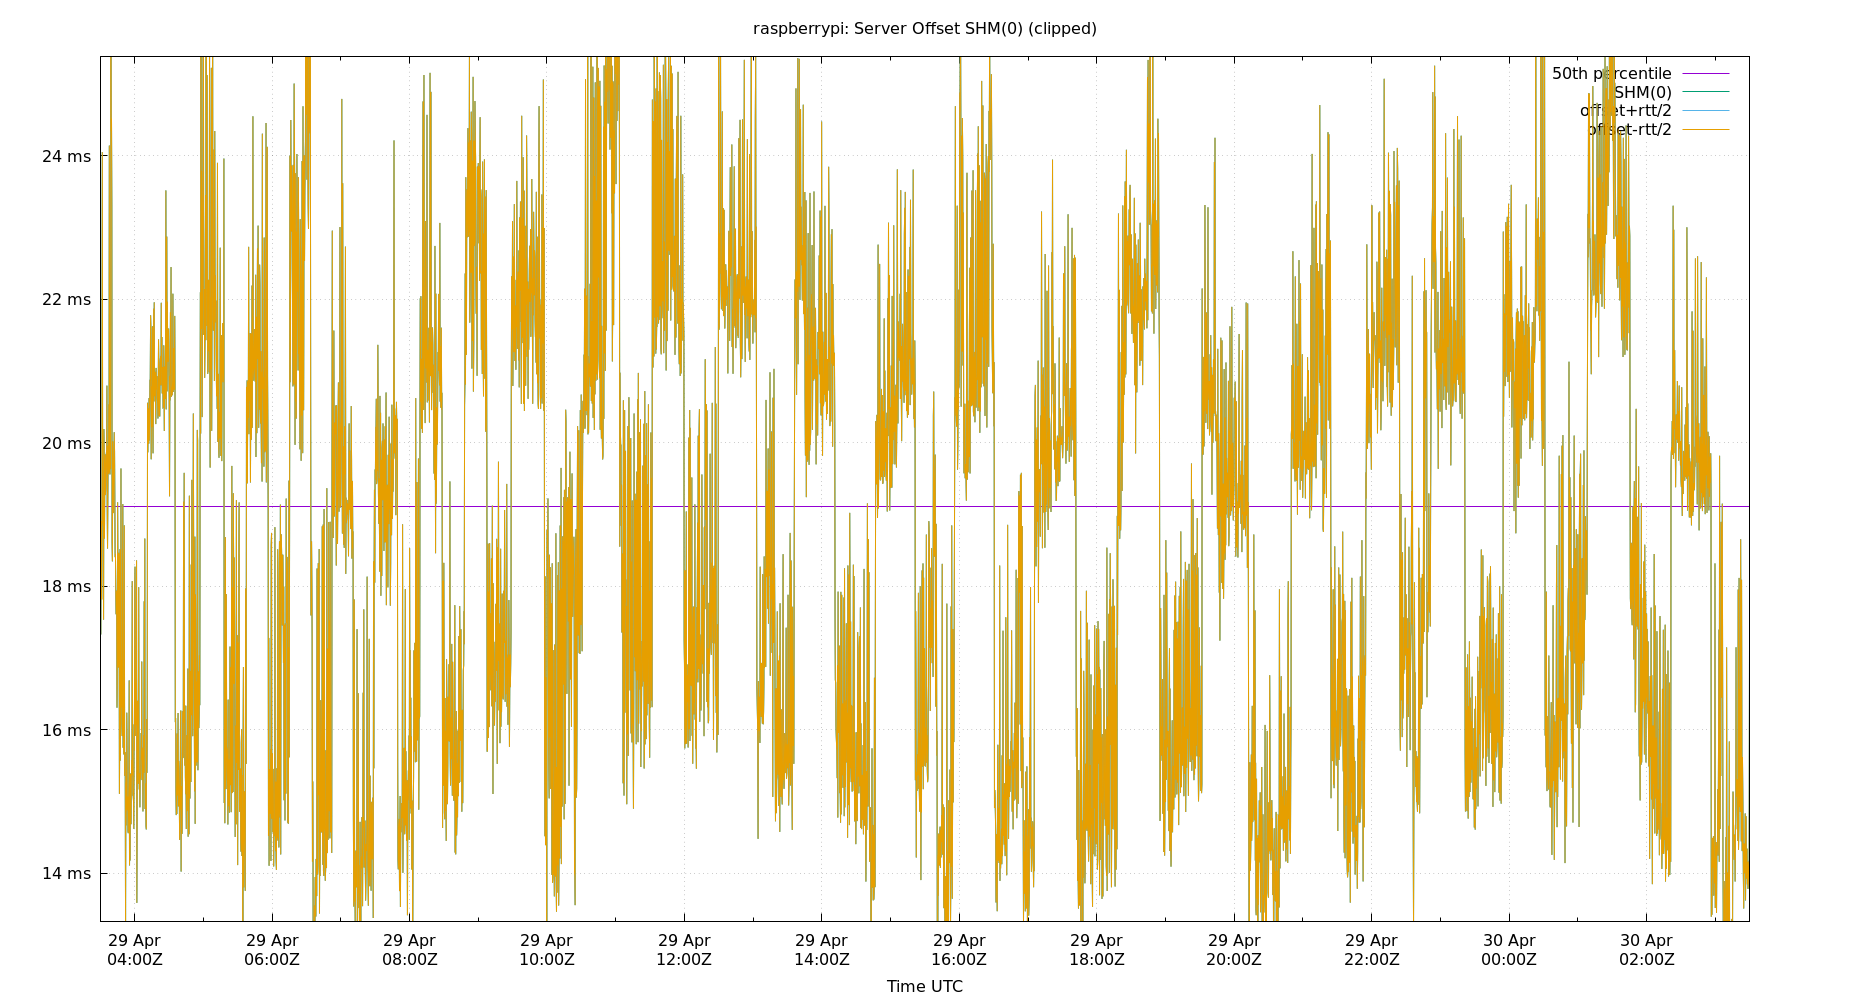 raspberrypi: Server Offset SHM(0) (clipped)
50th percentile
SHM(0)
offset+rtt/2
offset-rtt/2
24 ms
22 ms
20 ms
18 ms
16 ms
14 ms
29 Apr 29 Apr 29 Apr 29 Apr 29 Apr 29 Apr 29 Apr 29 Apr 29 Apr 29 Apr 30 Apr 30 Apr
04:00Z 06:00Z 08:00Z 10:00Z 12:00Z 14:00Z 16:00Z 18:00Z 20:00Z 22:00Z 00:00Z 02:00Z
Time UTC